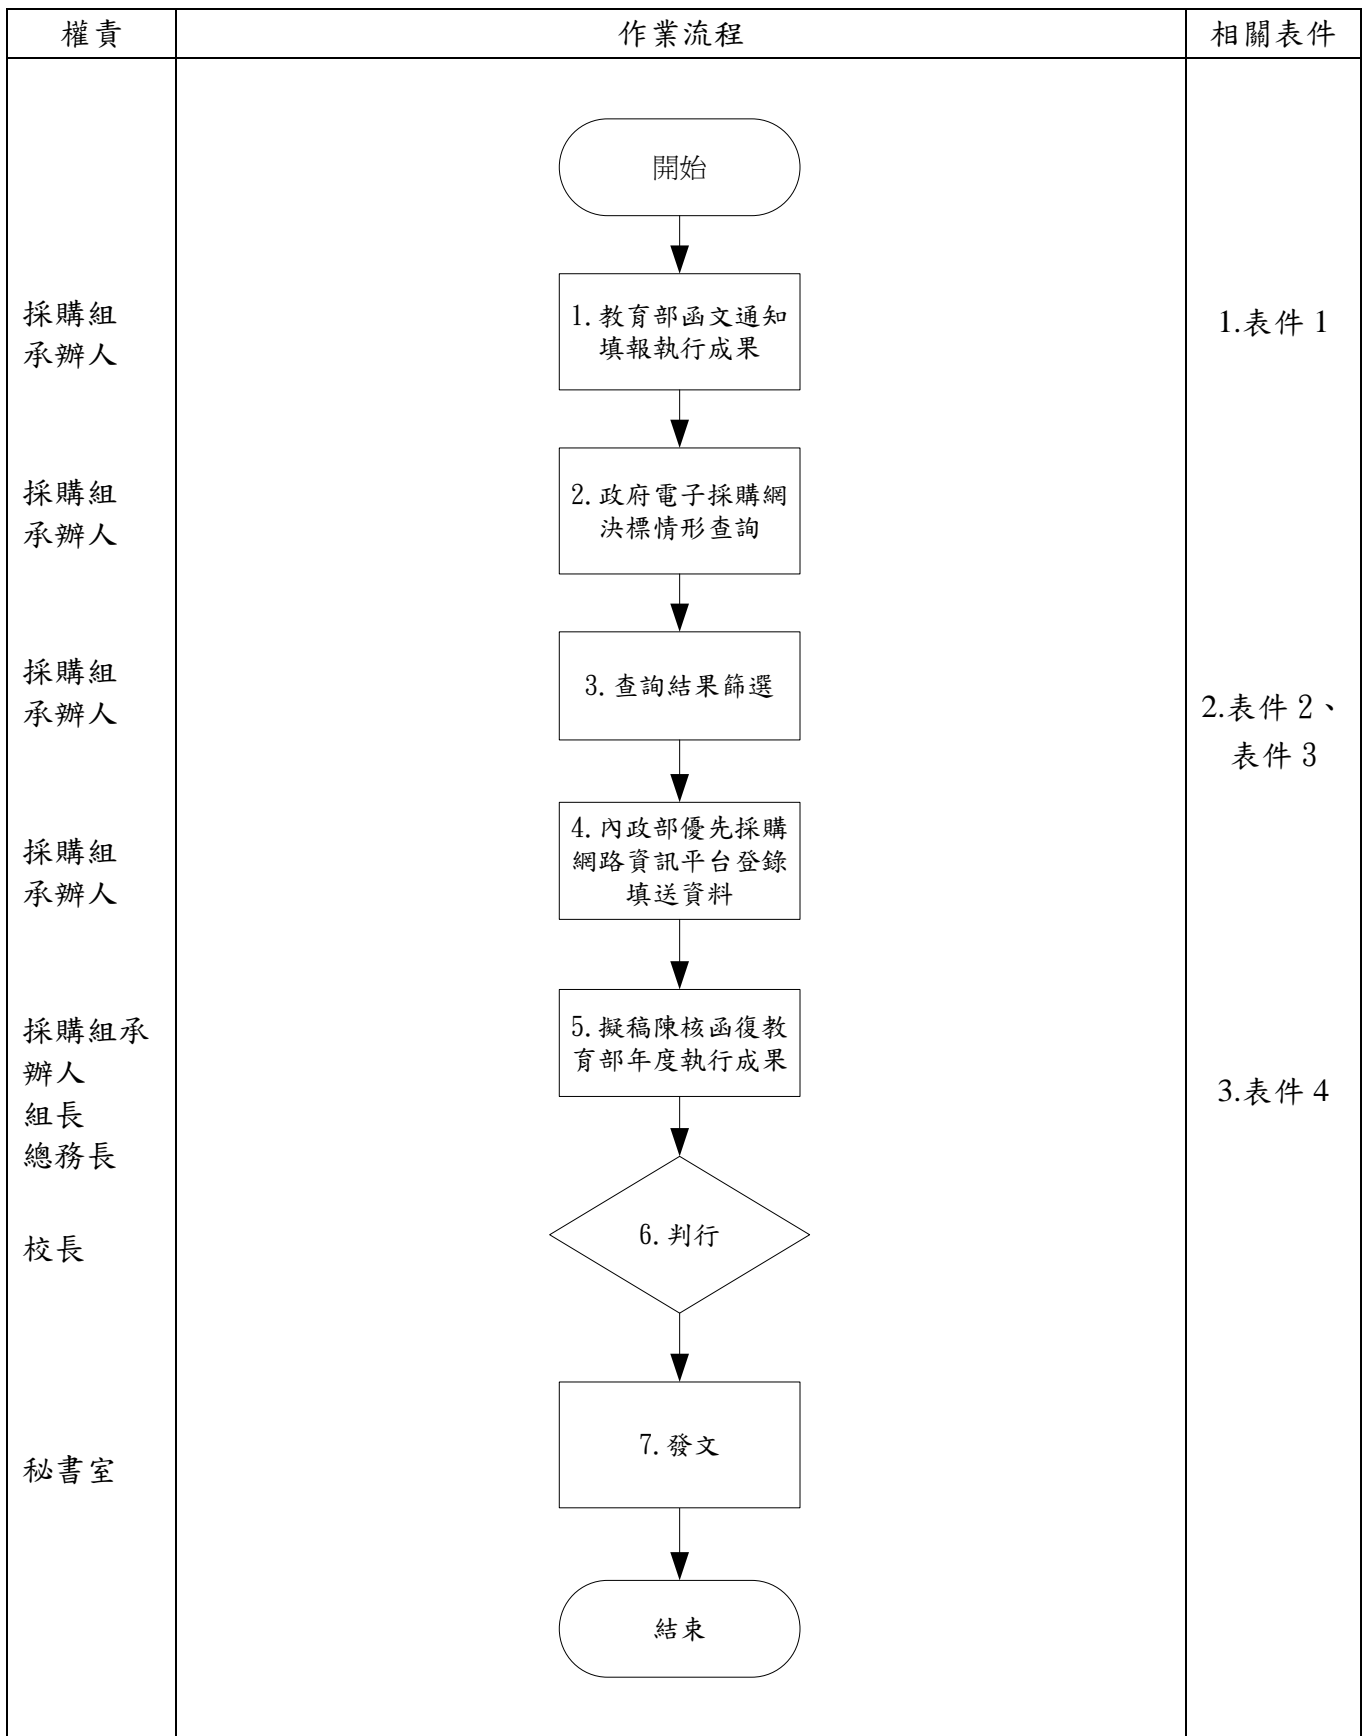 權責
作業流程
相關表件
開始
採購組
承辦人
1.教育部函文通知
填報執行成果
1.表件1
採購組
承辦人
2.政府電子採購網
決標情形查詢
採購組
承辦人
3.查詢結果篩選
2.表件2、
表件3
採購組
承辦人
4.內政部優先採購
網路資訊平台登錄
填送資料
採購組承
辦人
組長
總務長
5.擬稿陳核函復教
育部年度執行成果
3.表件4
校長
6.判行
秘書室
7.發文
結束